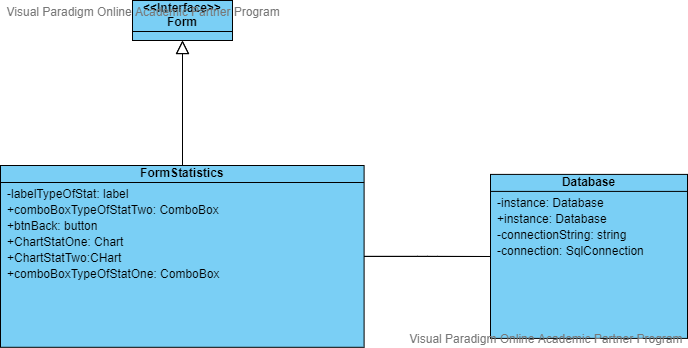 <<Interface>>
Visual Paradigm Online Academic Partner Program
Form
FormStatistics
-labelTypeOfStat: label
+comboBoxTypeOfStatTwo: ComboBox
+btnBack: button
+ChartStatOne: Chart
+ChartStatTwo:CHart
+comboBoxTypeOfStatOne: ComboBox
Database
-instance: Database
+instance: Database
-connectionString: string
-connection: SqlConnection
Visual Paradigm Online Academic Partner Program